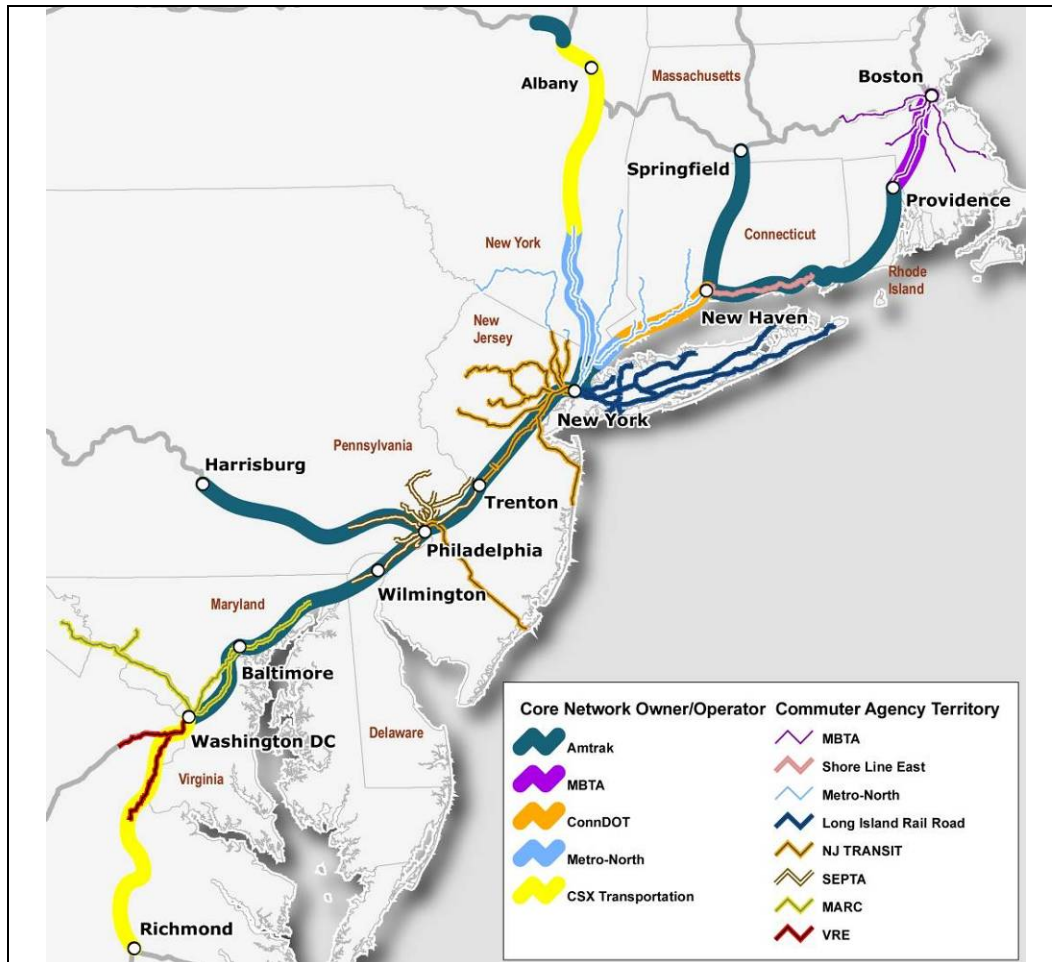 Albany
Massachusetts
Boston
Springfield
Providence
New York
Connecticut
Rhode
Island
New Haven
New
Jersey
New York
Pennsylvania
Harrisburg
Trenton
Philadelphia
Wilmington
Maryland
Baltimore
Washington DC
Delaware
Virginia
Richmond
Core Network Owner/Operator
Amtrak
MBTA
ConnDOT
Metro-North
CSX Transportation
Commuter Agency Territory
MBTA
Shore Line East
Metro-North
Long Island Rail Road
NJ TRANSIT
SEPTA
MARC
VRE